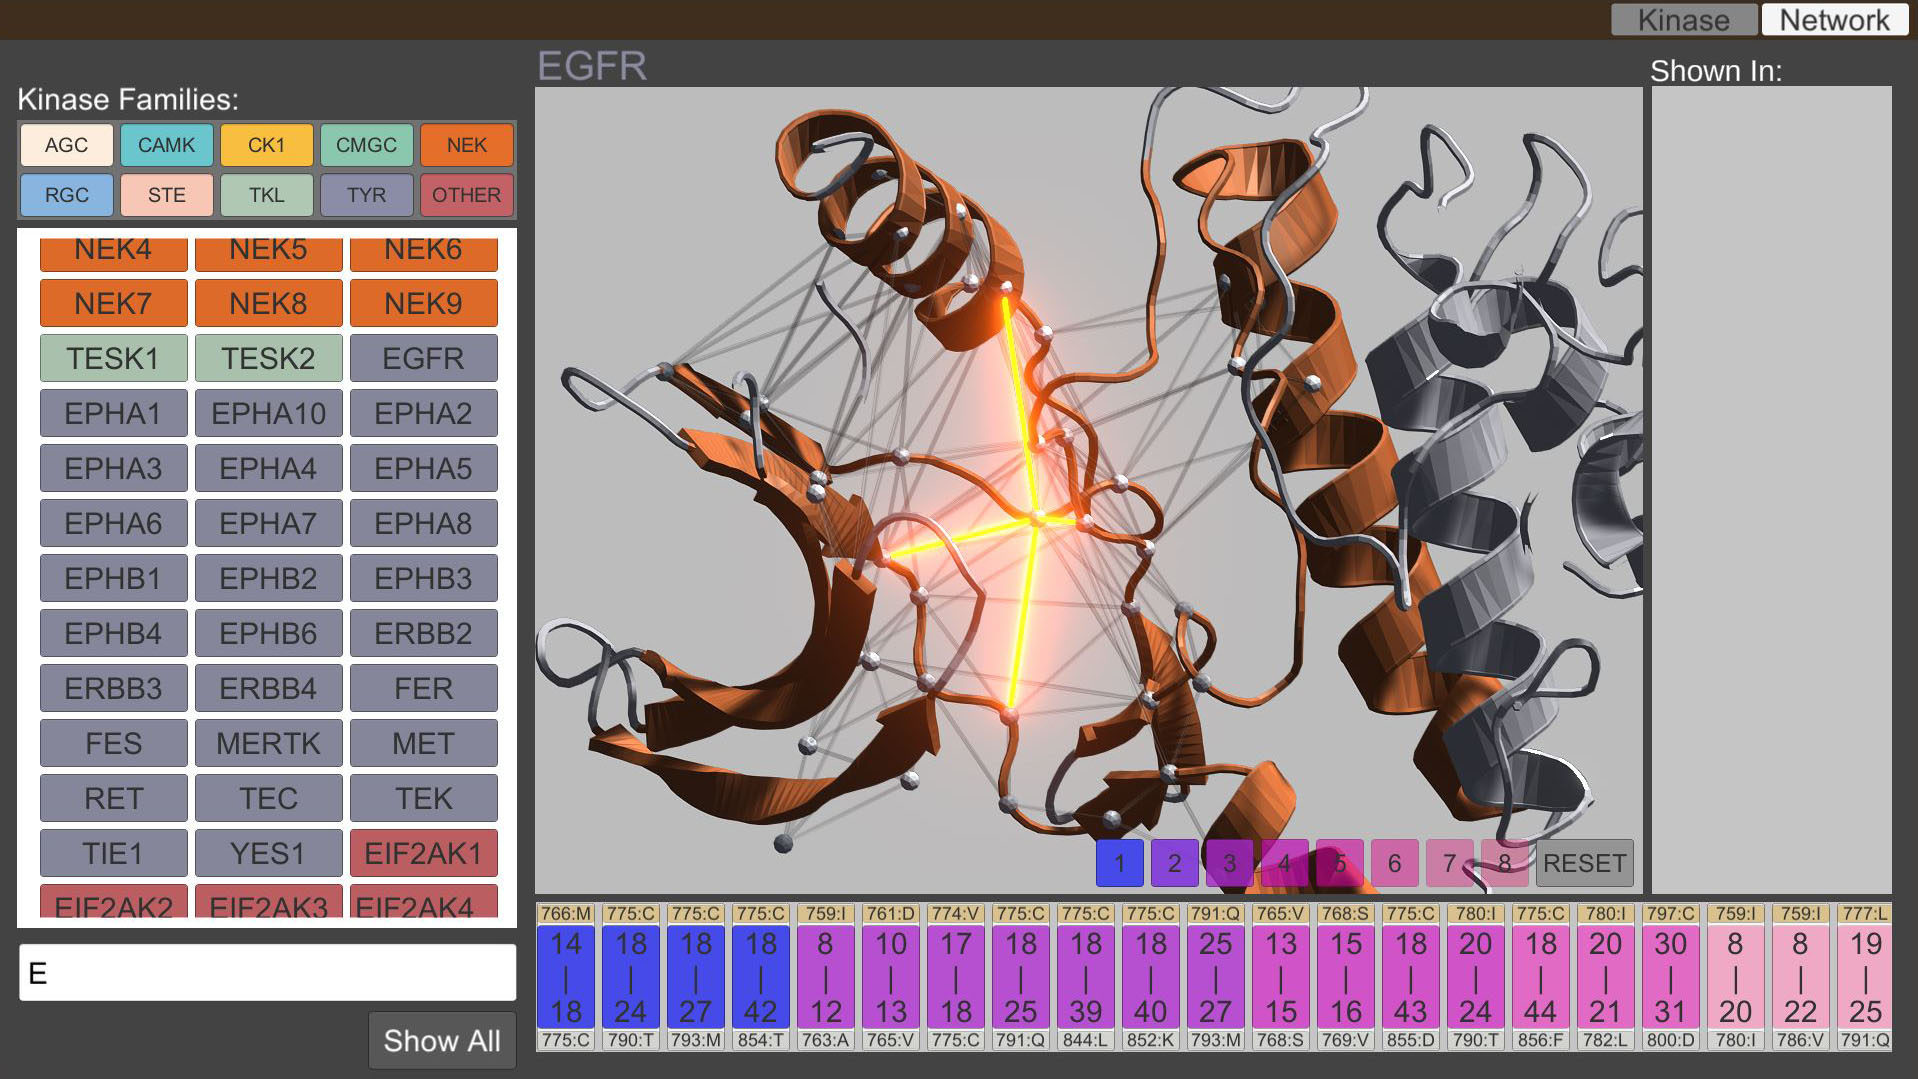 Kinase Network
EGFR
Shown In:
Kinase Families:
AGC CAMK CK1 CMGC NEK
RGC STE TKL TYR OTHER
NEK4 NEK5 NEK6
NEK7 NEK8 NEK9
TESK1 TESK2 EGFR
EPHA1 EPHA10 EPHA2
EPHA3 EPHA4 EPHA5
EPHA6 EPHA7 EPHA8
EPHB1 EPHB2 EPHB3
EPHB4 EPHB6 ERBB2
ERBB3 ERBB4 FER
FES MERTK MET
RET TEC TEK
TIE1 YES1 EIF2AK1
EIF2AK2 EIF2AK3 EIF2AK4
E
Show All
1 2 3 4 5 6 7 8 RESET
766:M 775:C 775:C 775:C 759:I 761:D 774:V 775:C 775:C 775:C 791:Q 765:V 768:S 775:C 780:I 775:C 780:I 797:C 759:I 759:I 777:L
14 18 18 18 8 10 17 18 18 18 25 13 15 18 20 18 20 30 8 8 19
| | | | | | | | | | | | | | | | | | | | |
18 24 27 42 12 13 18 25 39 40 27 15 16 43 24 44 21 31 20 22 25
775:C 790:T 793:M 854:T 763:A 765:V 775:C 791:Q 844:L 852:K 793:M 768:S 769:V 855:D 790:T 856:F 782:L 800:D 780:I 786:V 791:Q